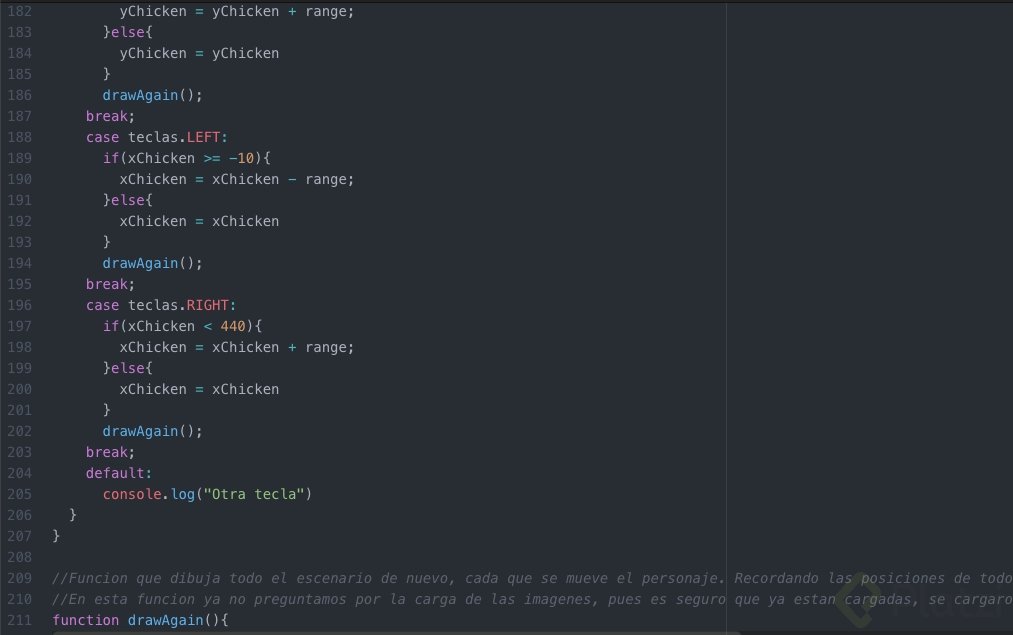 182 yChicken = yChicken + range;
183 }else{
184 yChicken = yChicken
185 }
186 drawAgain();
187 break;
188 case teclas.LEFT:
189 if(xChicken >= -10){
190 xChicken = xChicken - range;
191 }else{
192 xChicken = xChicken
193 }
194 drawAgain();
195 break;
196 case teclas.RIGHT:
197 if(xChicken < 440){
198 xChicken = xChicken + range;
199 }else{
200 xChicken = xChicken
201 }
202 drawAgain();
203 break;
204 default:
205 console.log("Otra tecla")
206 }
207 }
208
209 //Funcion que dibuja todo el escenario de nuevo, cada que se mueve el personaje. Recordando las posiciones de todo
210 //En esta funcion ya no preguntamos por la carga de las imagenes, pues es seguro que ya estan cargadas, se cargaro
211 function drawAgain(){